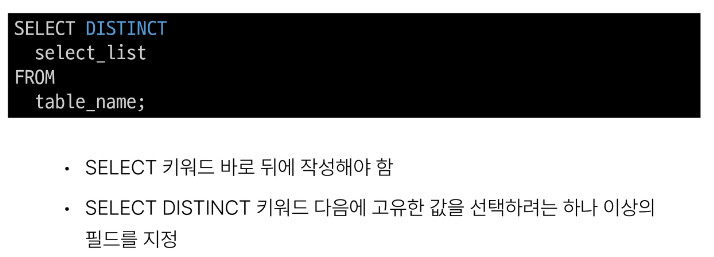 SELECT DISTINCT
  select_list
FROM
  table_name;
• SELECT 키워드 바로 뒤에 작성해야 함
• SELECT DISTINCT 키워드 다음에 고유한 값을 선택하려는 하나 이상의
필드를 지정